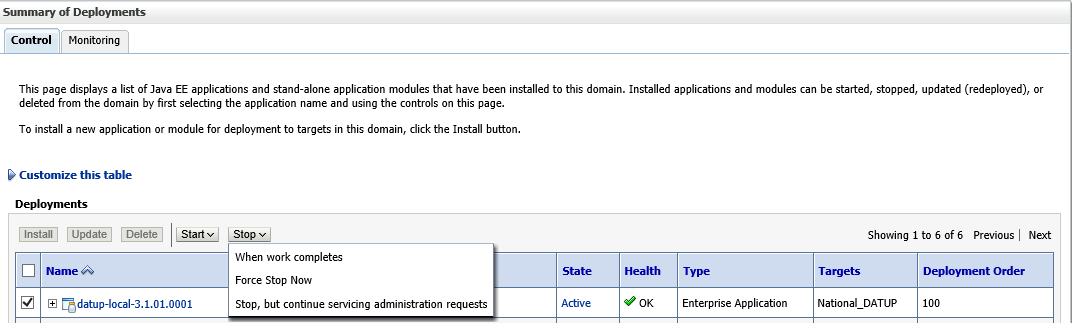 Summary of Deployments
Control Monitoring
This page displays a list of Java EE applications and stand-alone application modules that have been installed to this domain. Installed applications and modules can be started, stopped, updated (redeployed), or
deleted from the domain by first selecting the application name and using the controls on this page.
To install a new application or module for deployment to targets in this domain, click the Install button.
Customize this table
Deployments
Install Update Delete Start Stop Showing 1 to 6 of 6 Previous Next
When work completes
Force Stop Now
Stop, but continue servicing administration requests
Name State Health Type Targets Deployment Order
datup-local-3.1.01.0001 Active OK Enterprise Application National_DATUP 100